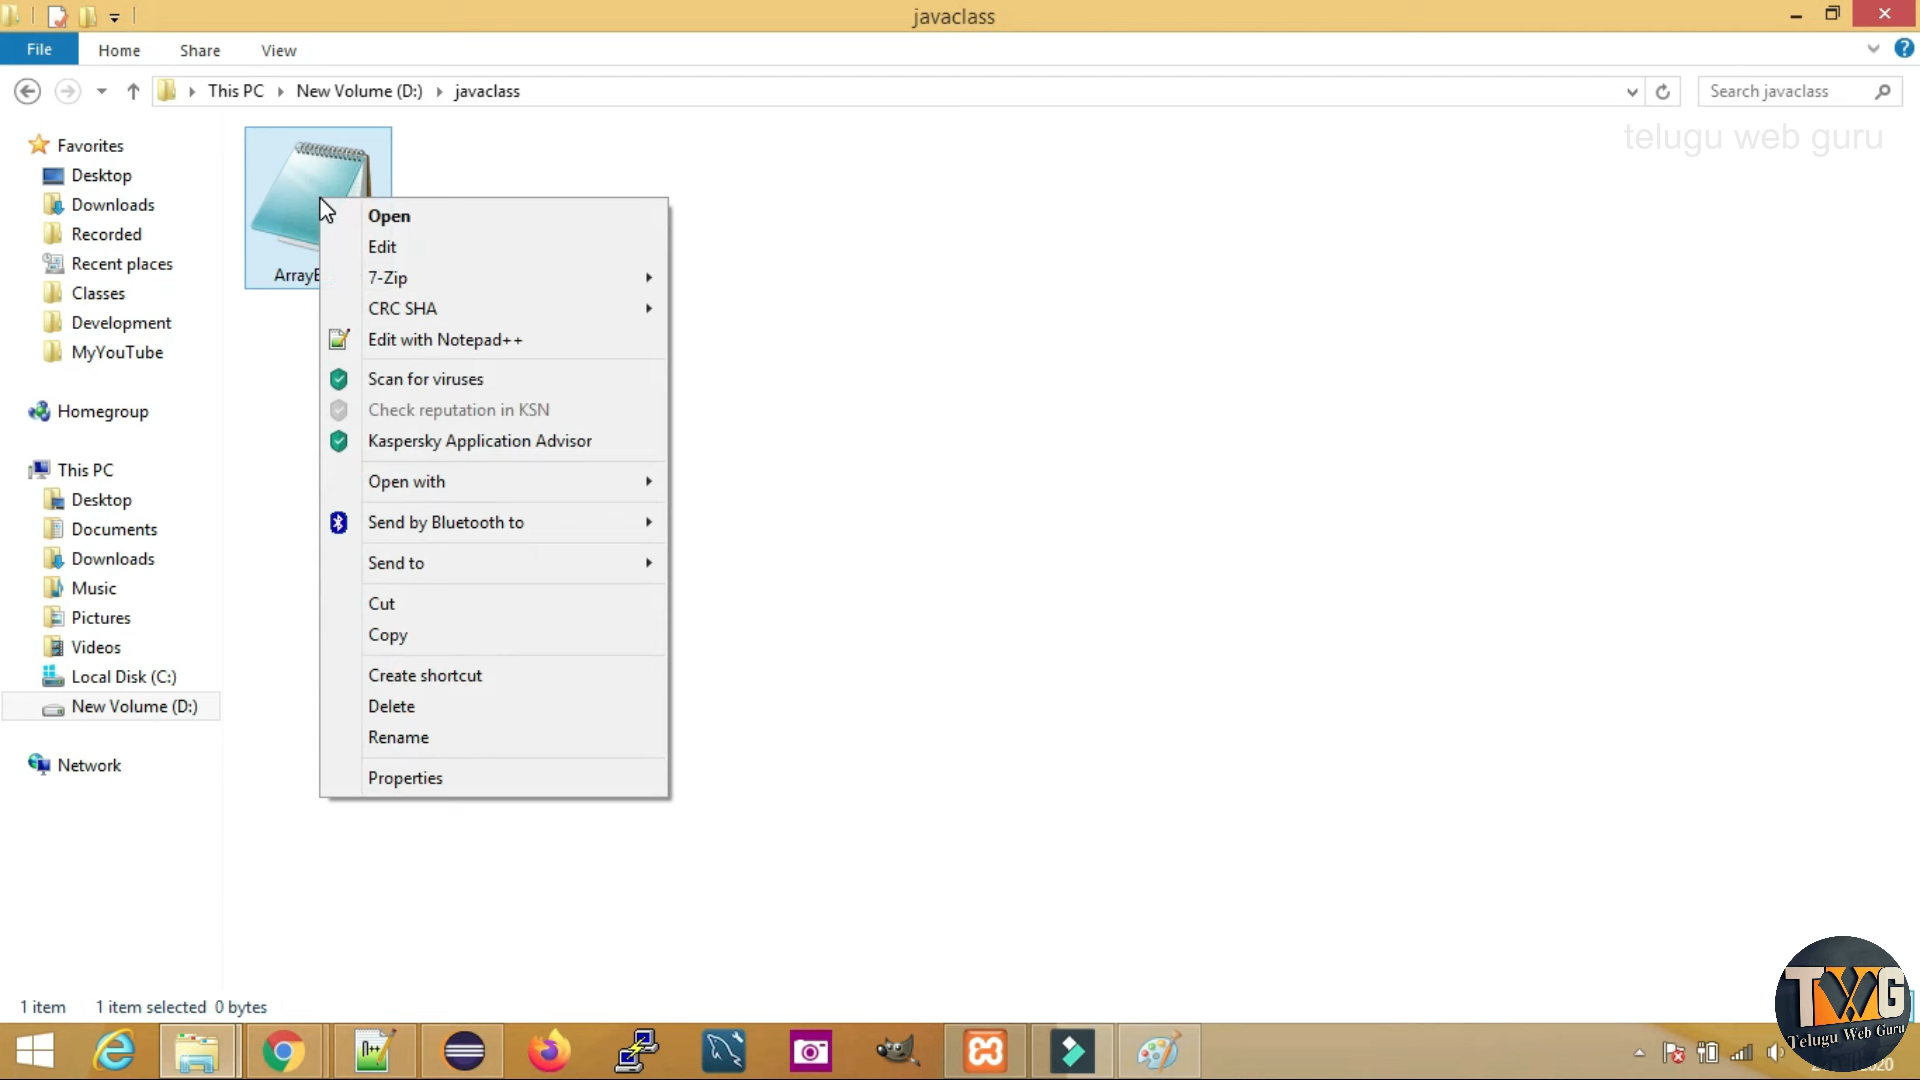 javaclass
File Home Share View
This PC New Volume (D:) javaclass
Search javaclass
telugu web guru
Favorites
Desktop
Downloads
Recorded
Recent places
Classes
Development
MyYouTube
Homegroup
This PC
Desktop
Documents
Downloads
Music
Pictures
Videos
Local Disk (C:)
New Volume (D:)
Network
Open
Edit
7-Zip
CRC SHA
Edit with Notepad++
Scan for viruses
Check reputation in KSN
Kaspersky Application Advisor
Open with
Send by Bluetooth to
Send to
Cut
Copy
Create shortcut
Delete
Rename
Properties
1 item 1 item selected 0 bytes
TWG
Telugu Web Guru